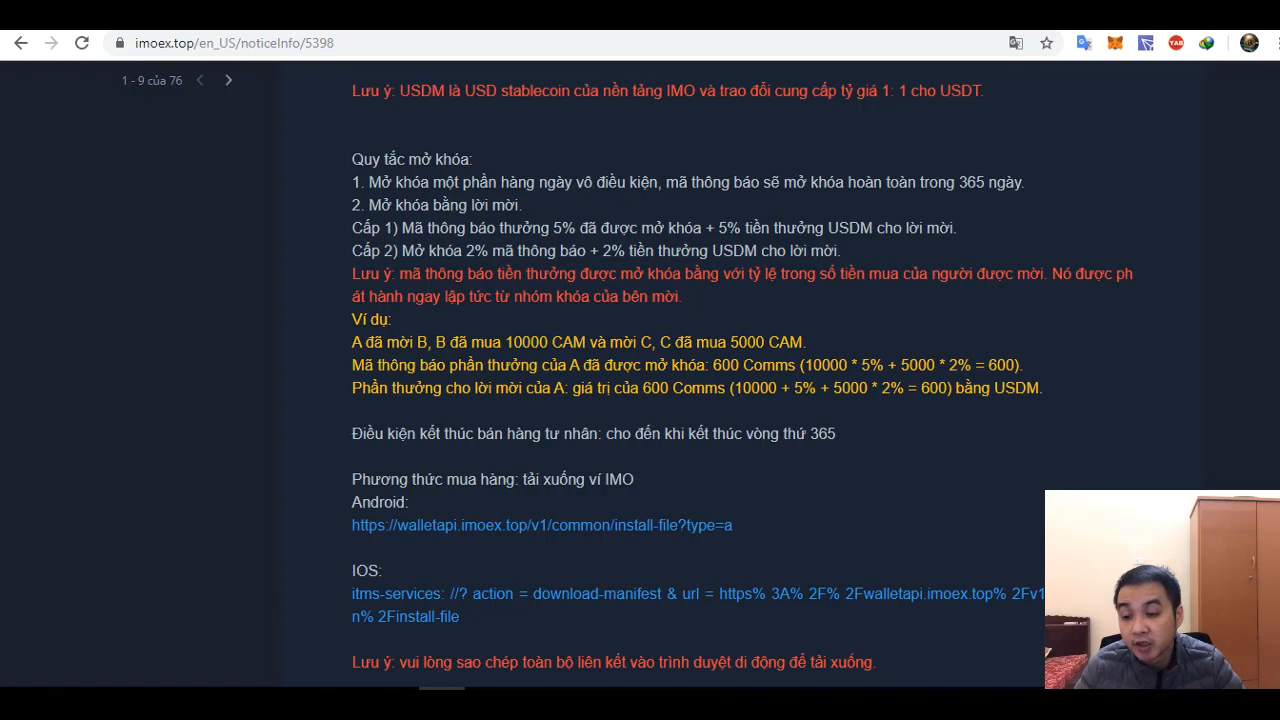 imoex.top/en_US/noticeInfo/5398
1 - 9 của 76
Lưu ý: USDM là USD stablecoin của nền tảng IMO và trao đổi cung cấp tỷ giá 1: 1 cho USDT.
Quy tắc mở khóa:
1. Mở khóa một phần hàng ngày vô điều kiện, mã thông báo sẽ mở khóa hoàn toàn trong 365 ngày.
2. Mở khóa bằng lời mời.
Cấp 1) Mã thông báo thưởng 5% đã được mở khóa + 5% tiền thưởng USDM cho lời mời.
Cấp 2) Mở khóa 2% mã thông báo + 2% tiền thưởng USDM cho lời mời.
Lưu ý: mã thông báo tiền thưởng được mở khóa bằng với tỷ lệ trong số tiền mua của người được mời. Nó được ph
át hành ngay lập tức từ nhóm khóa của bên mời.
Ví dụ:
A đã mời B, B đã mua 10000 CAM và mời C, C đã mua 5000 CAM.
Mã thông báo phần thưởng của A đã được mở khóa: 600 Comms (10000 * 5% + 5000 * 2% = 600).
Phần thưởng cho lời mời của A: giá trị của 600 Comms (10000 + 5% + 5000 * 2% = 600) bằng USDM.
Điều kiện kết thúc bán hàng tư nhân: cho đến khi kết thúc vòng thứ 365
Phương thức mua hàng: tải xuống ví IMO
Android:
https://walletapi.imoex.top/v1/common/install-file?type=a
IOS:
itms-services: //? action = download-manifest & url = https% 3A% 2F% 2Fwalletapi.imoex.top% 2Fv1
n% 2Finstall-file
Lưu ý: vui lòng sao chép toàn bộ liên kết vào trình duyệt di động để tải xuống.